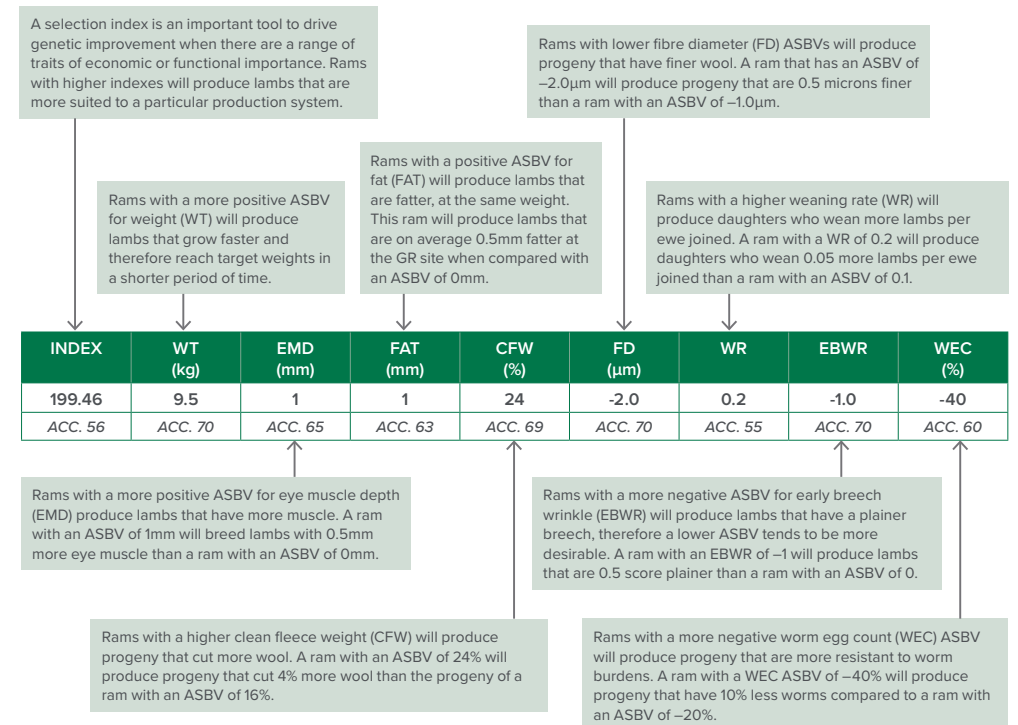 A selection index is an important tool to drive
genetic improvement when there are a range of
traits of economic or functional importance. Rams
with higher indexes will produce lambs that are
more suited to a particular production system.
Rams with lower fibre diameter (FD) ASBVs will produce
progeny that have finer wool. A ram that has an ASBV of
–2.0µm will produce progeny that are 0.5 microns finer
than a ram with an ASBV of –1.0µm.
Rams with a more positive ASBV
for weight (WT) will produce
lambs that grow faster and
therefore reach target weights in
a shorter period of time.
Rams with a positive ASBV for
fat (FAT) will produce lambs that
are fatter, at the same weight.
This ram will produce lambs that
are on average 0.5mm fatter at
the GR site when compared with
an ASBV of 0mm.
Rams with a higher weaning rate (WR) will
produce daughters who wean more lambs per
ewe joined. A ram with a WR of 0.2 will produce
daughters who wean 0.05 more lambs per ewe
joined than a ram with an ASBV of 0.1.
INDEX WT EMD FAT CFW FD WR EBWR WEC
(kg) (mm) (mm) (%) (µm) (%)
199.46 9.5 1 1 24 -2.0 0.2 -1.0 -40
ACC. 56 ACC. 70 ACC. 65 ACC. 63 ACC. 69 ACC. 70 ACC. 55 ACC. 70 ACC. 60
Rams with a more positive ASBV for eye muscle depth
(EMD) produce lambs that have more muscle. A ram
with an ASBV of 1mm will breed lambs with 0.5mm
more eye muscle than a ram with an ASBV of 0mm.
Rams with a more negative ASBV for early breech
wrinkle (EBWR) will produce lambs that have a plainer
breech, therefore a lower ASBV tends to be more
desirable. A ram with an EBWR of –1 will produce lambs
that are 0.5 score plainer than a ram with an ASBV of 0.
Rams with a higher clean fleece weight (CFW) will produce
progeny that cut more wool. A ram with an ASBV of 24% will
produce progeny that cut 4% more wool than the progeny of a
ram with an ASBV of 16%.
Rams with a more negative worm egg count (WEC) ASBV
will produce progeny that are more resistant to worm
burdens. A ram with a WEC ASBV of –40% will produce
progeny that have 10% less worms compared to a ram with
an ASBV of –20%.